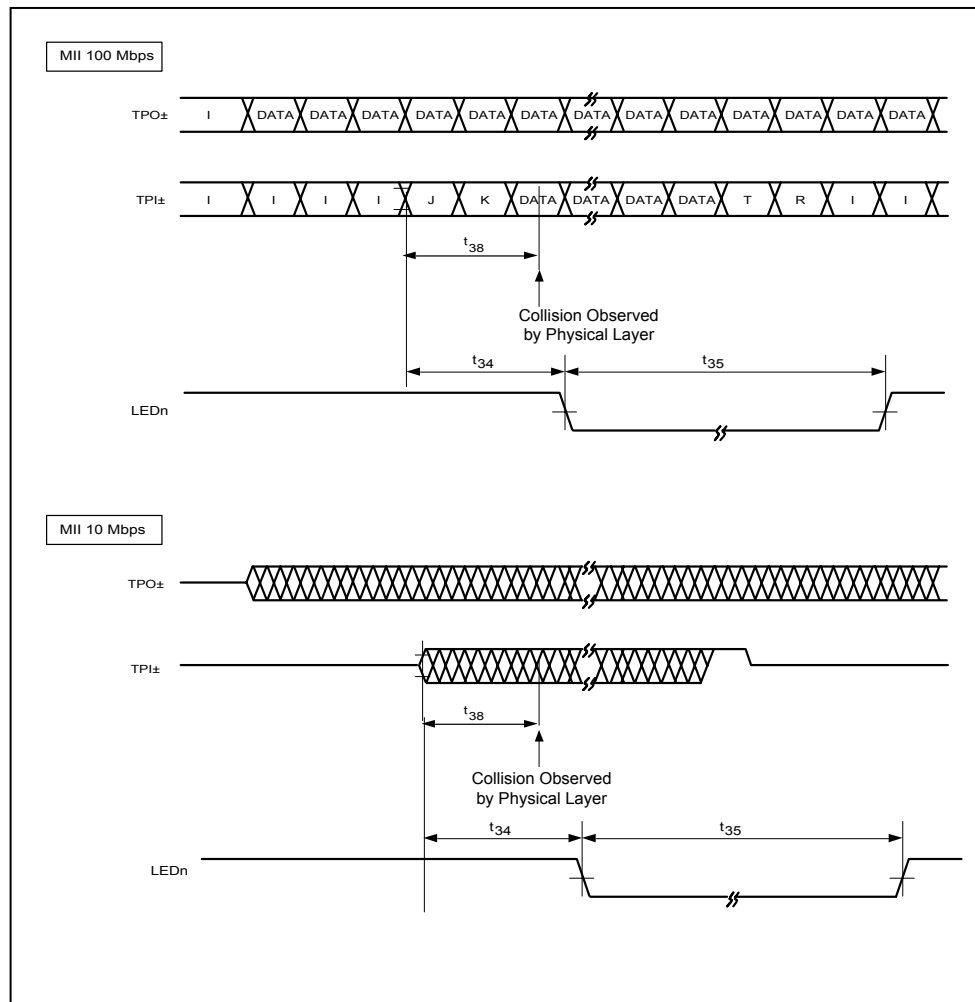 MII 100 Mbps
TPO± I DATA DATA DATA DATA DATA DATA DATA DATA DATA DATA DATA DATA DATA
TPI± I I I I J K DATA DATA DATA DATA T R I I
t38
Collision Observed
by Physical Layer
t34 t35
LEDn
MII 10 Mbps
TPO±
TPI±
t38
Collision Observed
by Physical Layer
t34 t35
LEDn